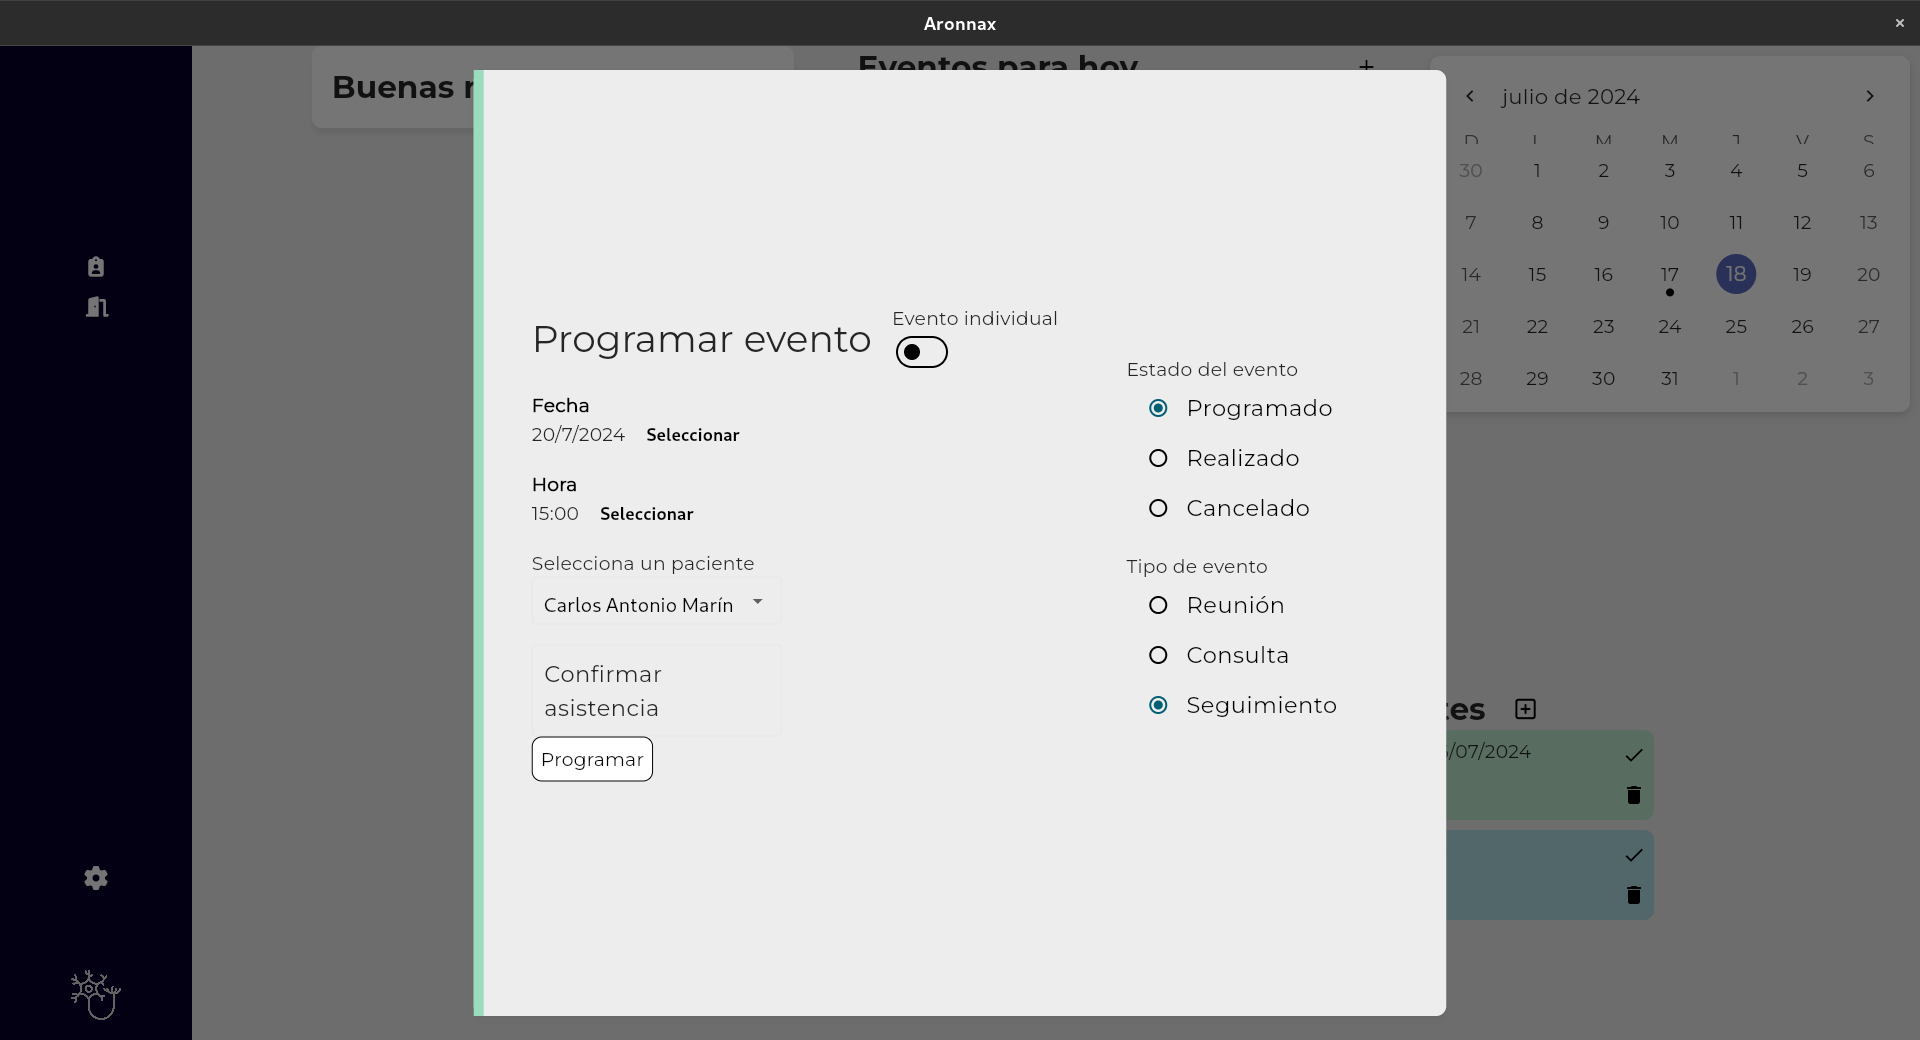 Aronnax
Buenas
Eventos para hoy
julio de 2024
D L M M J V S
30 1 2 3 4 5 6
7 8 9 10 11 12 13
14 15 16 17 18 19 20
21 22 23 24 25 26 27
28 29 30 31 1 2 3
Programar evento
Evento individual
Fecha
20/7/2024 Seleccionar
Hora
15:00 Seleccionar
Selecciona un paciente
Carlos Antonio Marín
Confirmar
asistencia
Programar
Estado del evento
Programado
Realizado
Cancelado
Tipo de evento
Reunión
Consulta
Seguimiento
tes
/07/2024